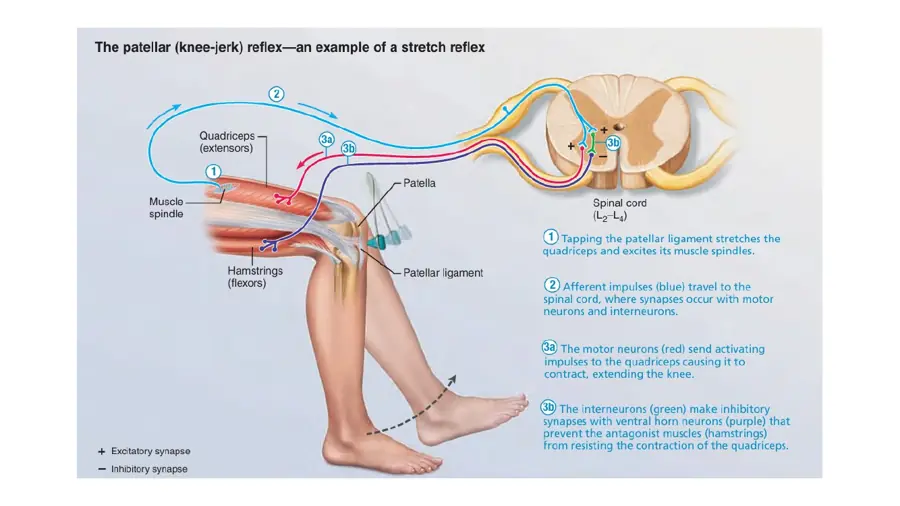 The patellar (knee-jerk) reflex—an example of a stretch reflex
2
Quadriceps
(extensors)
3a
3b
1
Muscle
spindle
Patella
+
+
3b
–
Spinal cord
(L2–L4)
Hamstrings
(flexors)
Patellar ligament
1 Tapping the patellar ligament stretches the
quadriceps and excites its muscle spindles.
2 Afferent impulses (blue) travel to the
spinal cord, where synapses occur with motor
neurons and interneurons.
3a The motor neurons (red) send activating
impulses to the quadriceps causing it to
contract, extending the knee.
3b The interneurons (green) make inhibitory
synapses with ventral horn neurons (purple) that
prevent the antagonist muscles (hamstrings)
from resisting the contraction of the quadriceps.
+ Excitatory synapse
– Inhibitory synapse